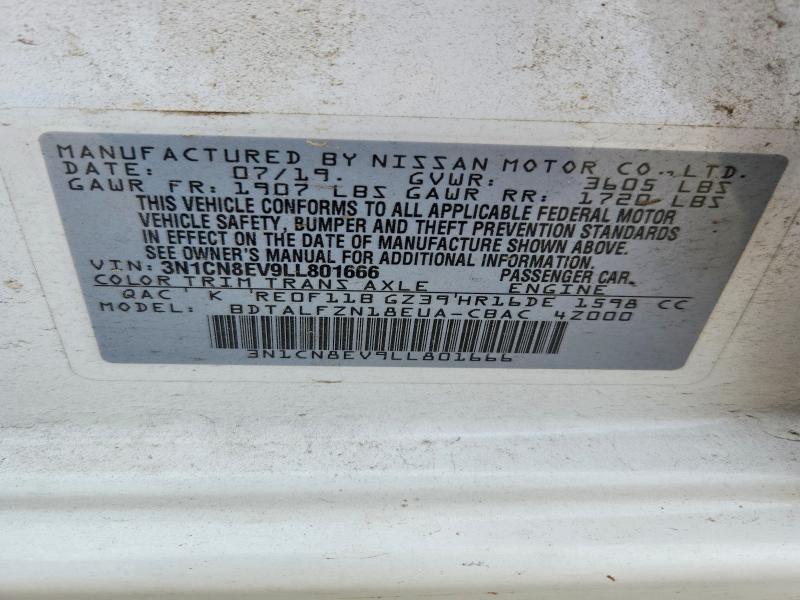 MANUFACTURED BY NISSAN MOTOR CO., LTD.
DATE: 07/19. GVWR: 3605 LBS
GAWR FR: 1907 LBS GAWR RR: 1720 LBS
THIS VEHICLE CONFORMS TO ALL APPLICABLE FEDERAL MOTOR
VEHICLE SAFETY, BUMPER AND THEFT PREVENTION STANDARDS
IN EFFECT ON THE DATE OF MANUFACTURE SHOWN ABOVE.
SEE OWNER'S MANUAL FOR ADDITIONAL INFORMATION.
VIN: 3N1CN8EV9LL801666 PASSENGER CAR.
COLOR TRIM TRANS AXLE ENGINE
QAC K RE0F11B GZ39 HR16DE 1598 CC
MODEL: BDTALFZN18EUA-CBAC 4Z000
3N1CN8EV9LL801666